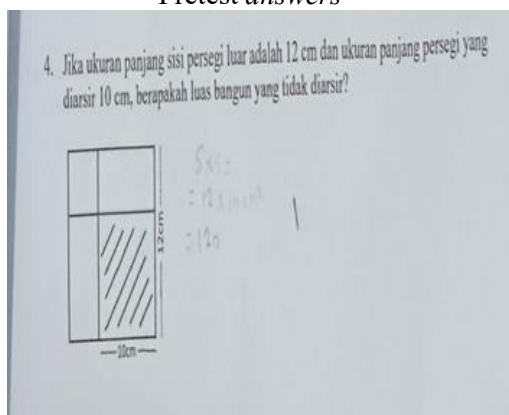 Pretest answers
4. Jika ukuran panjang sisi persegi luar adalah 12 cm dan ukuran panjang persegi yang
diarsir 10 cm, berapakah luas bangun yang tidak diarsir?
= 120
12cm
10cm